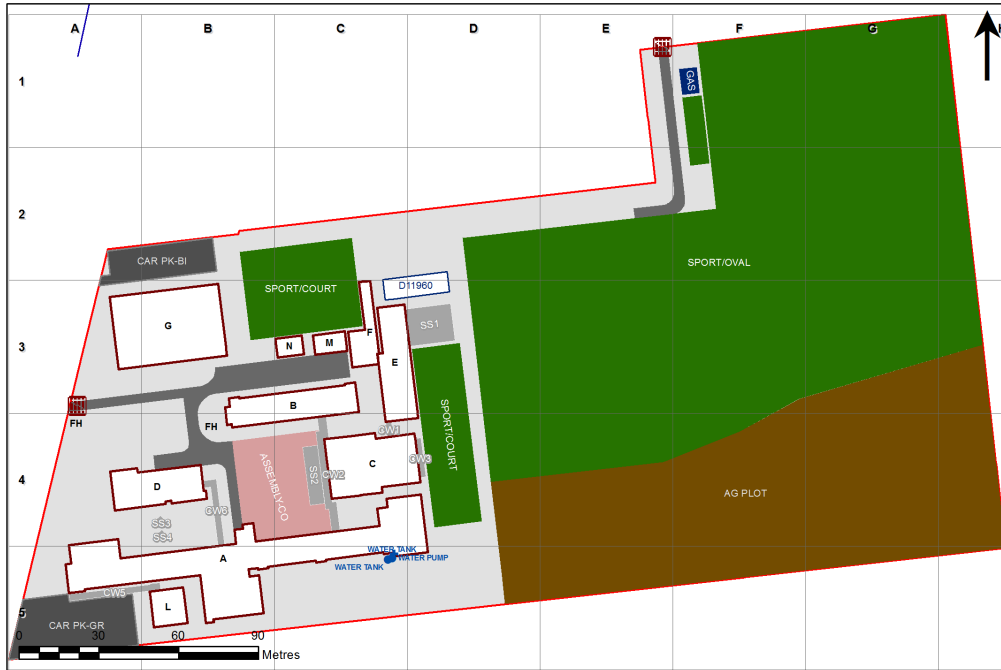 A B C D E F G H
1
GAS
2
CAR PK-BI
SPORT/OVAL
SPORT/COURT
D11960
G
F
SS1
3
N
M
E
B
FH
FH
CW1
SPORT/COURT
ASSEMBLY-CO
SS2
CW2
C
CW3
4
D
AG PLOT
CW6
SS3
SS4
WATER TANK
A
WATER PUMP
WATER TANK
CW5
L
5
CAR PK-GR
0 30 60 90
Metres